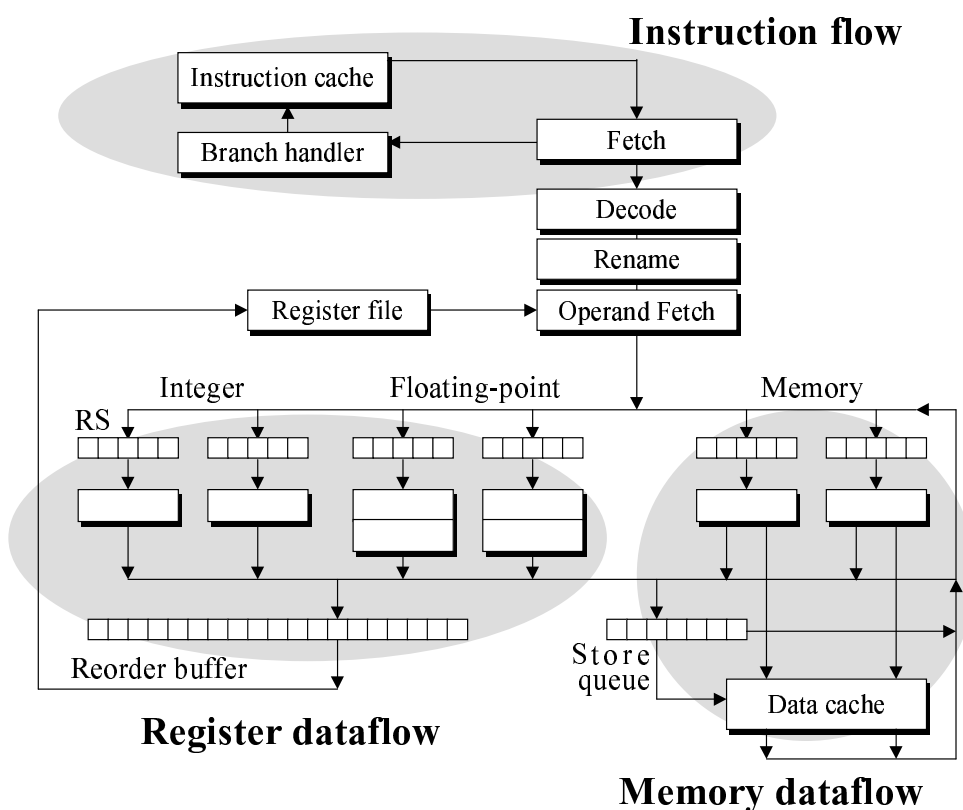 Instruction flow
Instruction cache
Branch handler
Fetch
Decode
Rename
Register file
Operand Fetch
Integer
Floating-point
Memory
RS
Reorder buffer
Store
queue
Data cache
Register dataflow
Memory dataflow